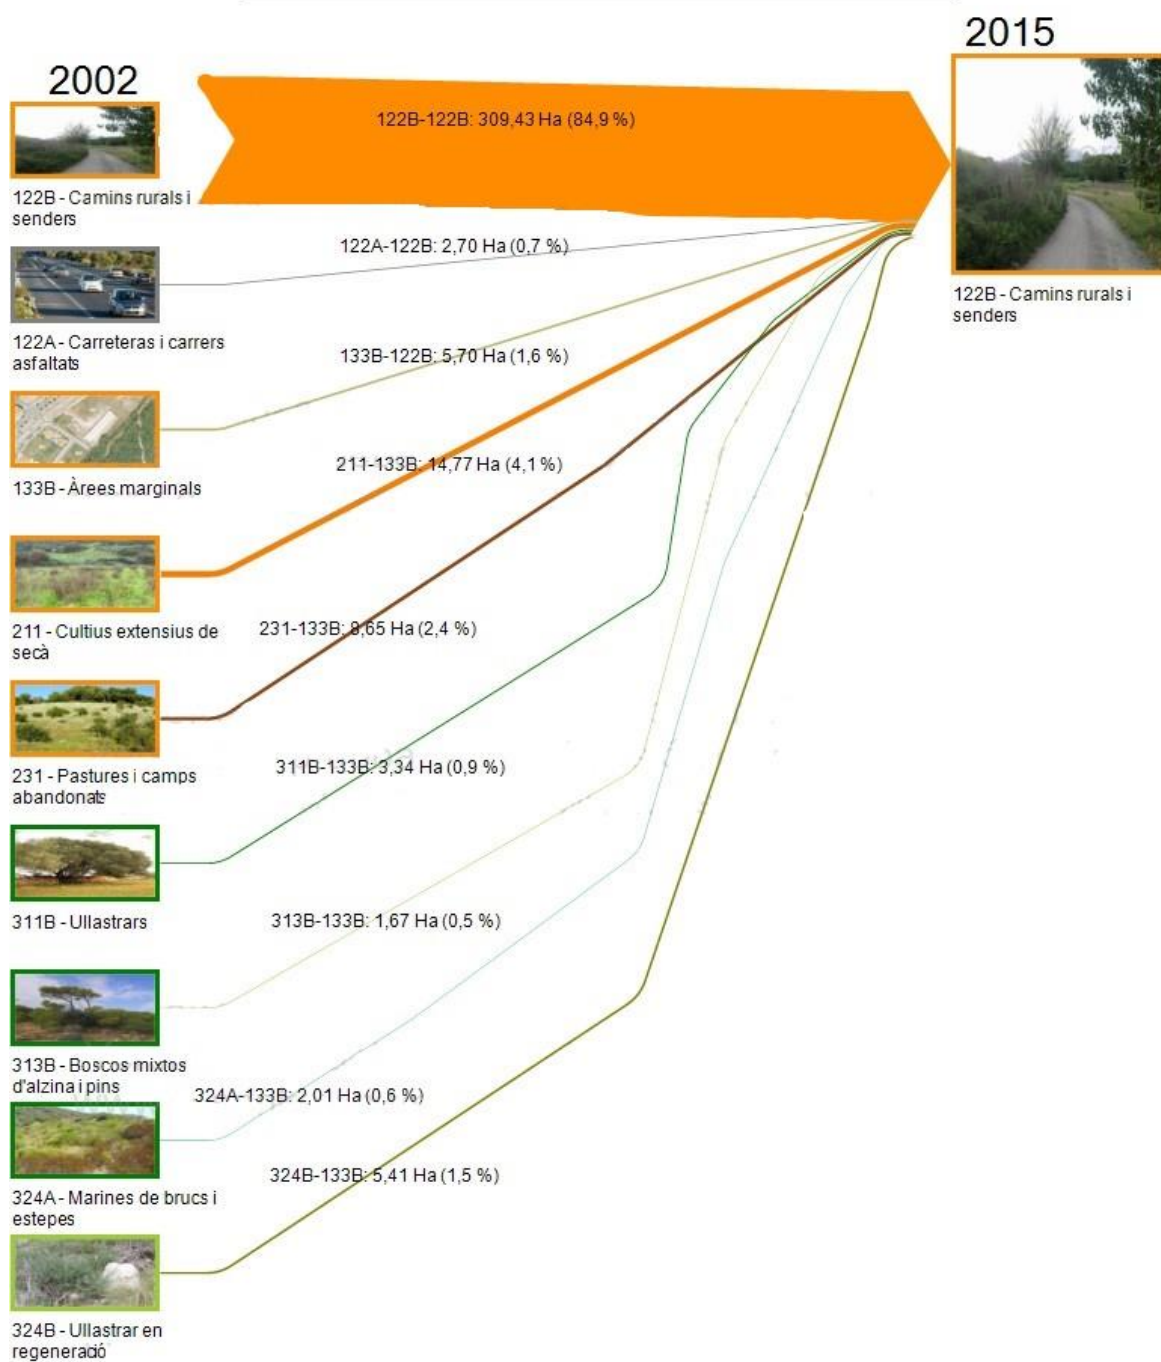 2015
2002
122B-122B: 309,43 Ha (84,9 %)
122B - Camins rurals i
senders
122A-122B: 2,70 Ha (0,7 %)
122B - Camins rurals i
senders
122A - Carreteras i carrers
asfaltats
133B-122B: 5,70 Ha (1,6 %)
133B - Àrees marginals
211-133B: 14,77 Ha (4,1 %)
211 - Cultius extensius de
secà
231-133B: 8,65 Ha (2,4 %)
231 - Pastures i camps
abandonats
311B-133B: 3,34 Ha (0,9 %)
311B - Ullastrars
313B-133B: 1,67 Ha (0,5 %)
313B - Boscos mixtos
d'alzina i pins
324A-133B: 2,01 Ha (0,6 %)
324A - Marines de brucs i
estepes
324B-133B: 5,41 Ha (1,5 %)
324B - Ullastrar en
regeneració